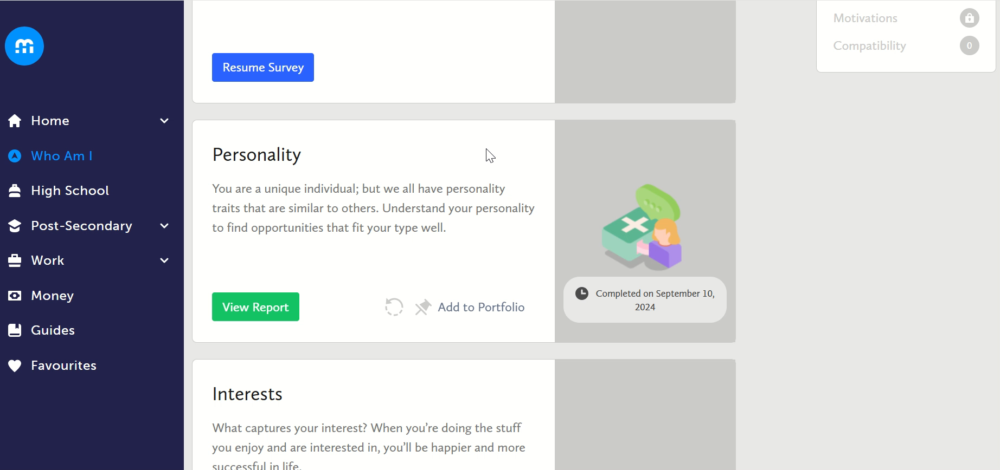 Home
Who Am I
High School
Post-Secondary
Work
Money
Guides
Favourites
Resume Survey
Personality
You are a unique individual; but we all have personality
traits that are similar to others. Understand your personality
to find opportunities that fit your type well.
View Report
Add to Portfolio
Completed on September 10,
2024
Interests
What captures your interest? When you’re doing the stuff
you enjoy and are interested in, you’ll be happier and more
successful in life.
Motivations
Compatibility 0